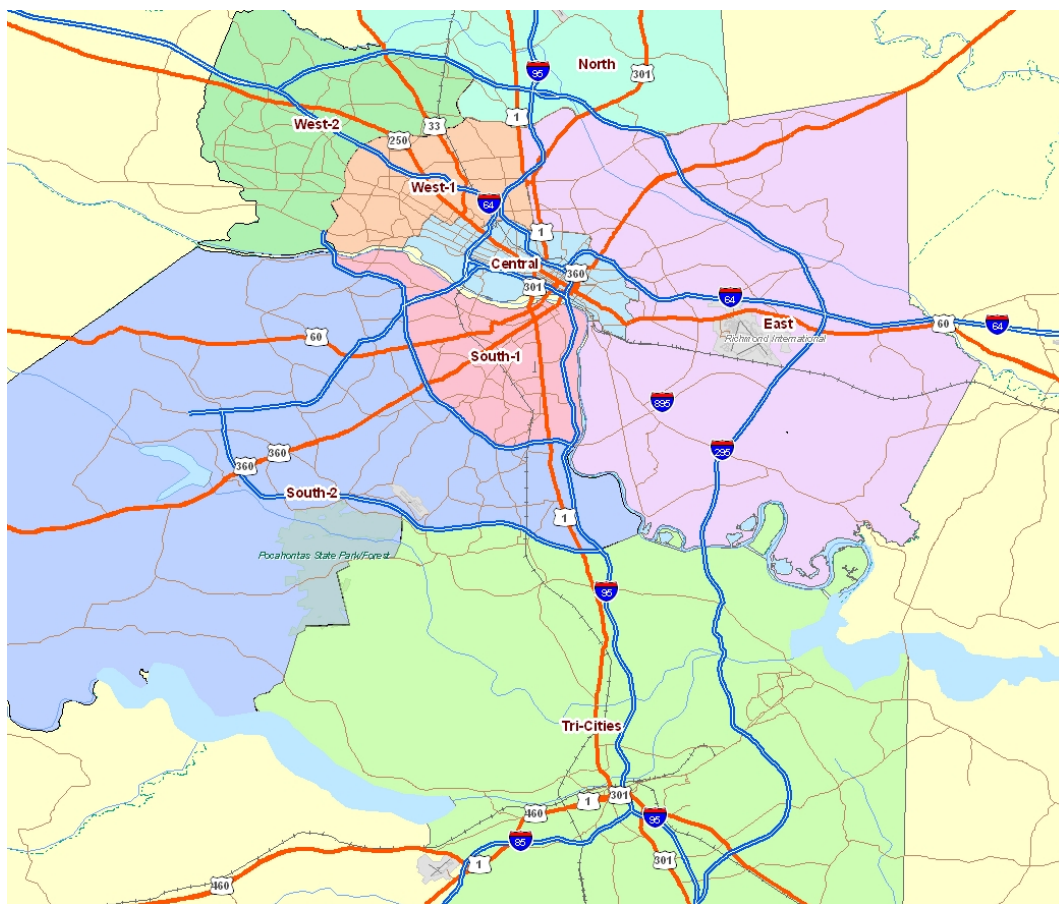 North
95
301
1
33
West-2
250
West-1
64
1
Central
360
301
64
East
60
64
Richmond International
60
South-1
895
295
360
360
South-2
1
Pocahontas State Park/Forest
95
Tri-Cities
301
1
460
95
85
301
1
460